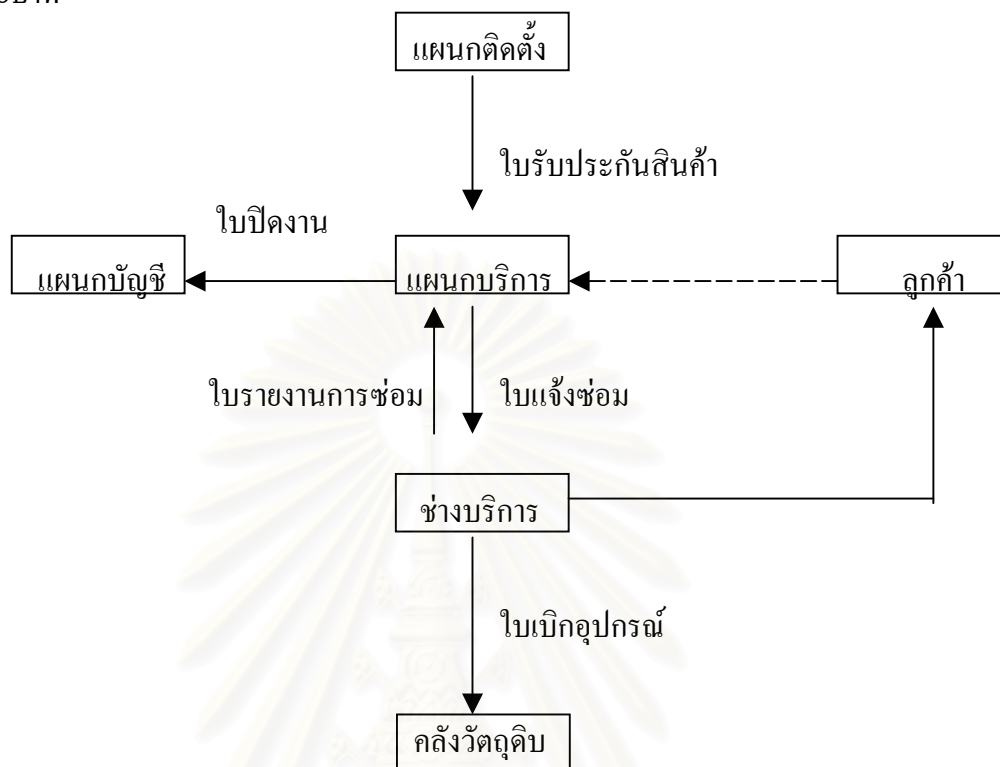 แผนกติดตั้ง
ใบรับประกันสินค้า
ใบปิดงาน
แผนกบัญชี
แผนกบริการ
ลูกค้า
ใบรายงานการซ่อม
ใบแจ้งซ่อม
ช่างบริการ
ใบเบิกอุปกรณ์
คลังวัตถุดิบ